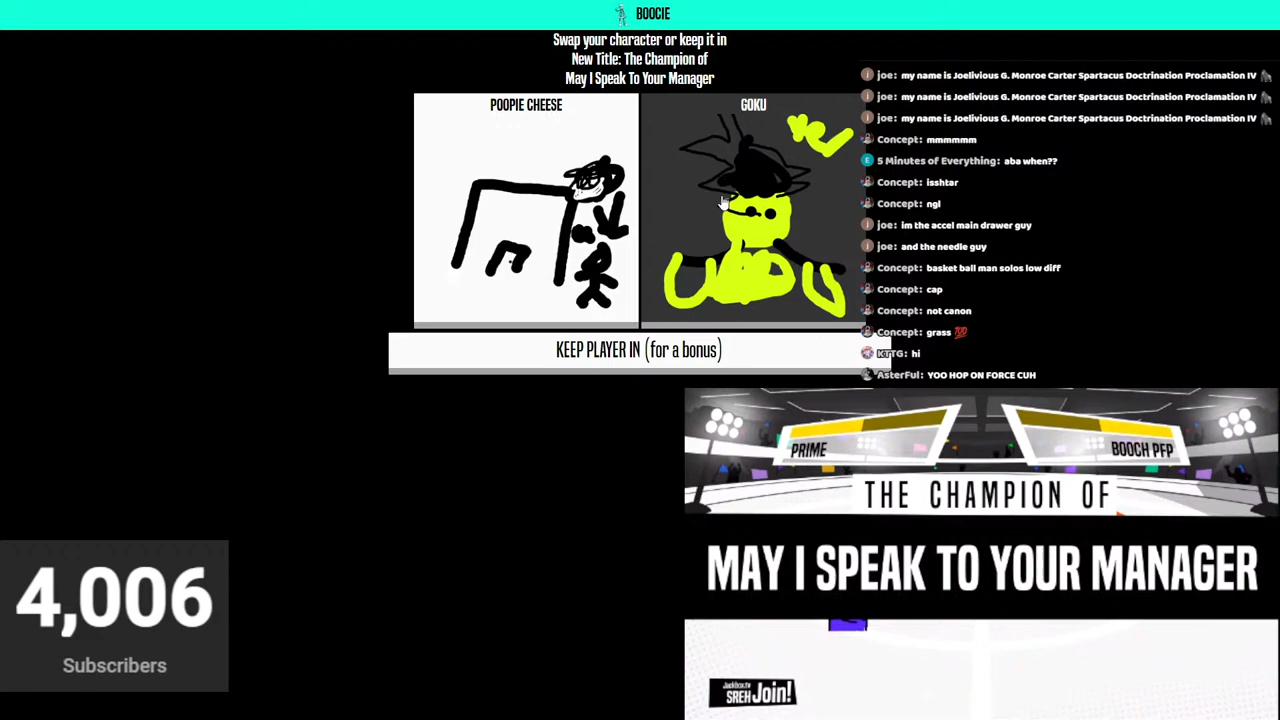 BOOCIE
Swap your character or keep it in
New Title: The Champion of
May I Speak To Your Manager
POOPIE CHEESE
GOKU
KEEP PLAYER IN (for a bonus)
joe: my name is Joelivious G. Monroe Carter Spartacus Doctrination Proclamation IV 🦍
joe: my name is Joelivious G. Monroe Carter Spartacus Doctrination Proclamation IV 🦍
joe: my name is Joelivious G. Monroe Carter Spartacus Doctrination Proclamation IV 🦍
Concept: mmmmmm
5 Minutes of Everything: aba when??
Concept: isshtar
Concept: ngl
joe: im the accel main drawer guy
joe: and the needle guy
Concept: basket ball man solos low diff
Concept: cap
Concept: not canon
Concept: grass 💯
KTTG: hi
AsterFul: YOO HOP ON FORCE CUH
PRIME
BOOCH PFP
THE CHAMPION OF
MAY I SPEAK TO YOUR MANAGER
Jackbox.tv
SREH Join!
4,006
Subscribers